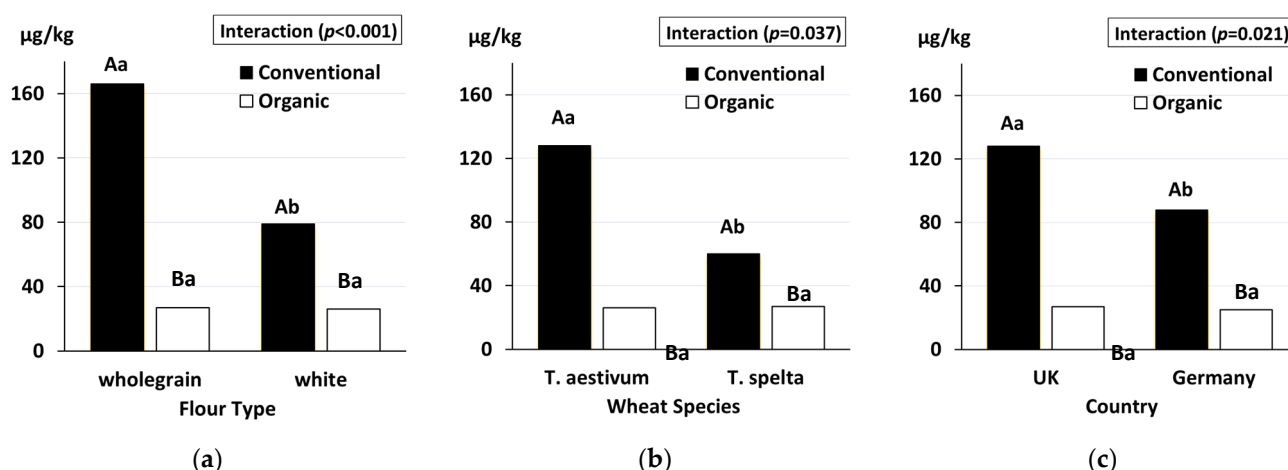 Interaction (p<0.001)
µg/kg
Aa
Conventional
160
Organic
120
Ab
80
Ba
Ba
40
0
wholegrain white
Flour Type
(a)
Interaction (p=0.037)
µg/kg
Conventional
160
Organic
Aa
120
80
Ab
40
Ba
0
Ba
T. aestivum T. spelta
Wheat Species
(b)
Interaction (p=0.021)
µg/kg
Conventional
160
Organic
Aa
120
Ab
80
40
Ba
0
Ba
UK Germany
Country
(c)